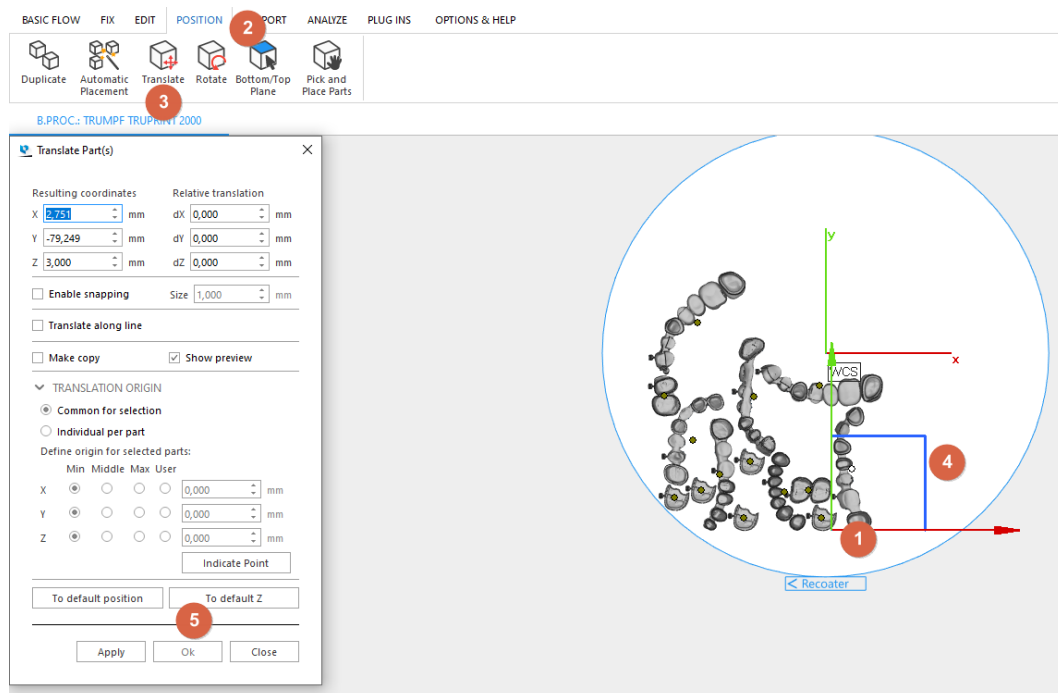 BASIC FLOW FIX EDIT POSITION 2 PORT ANALYZE PLUG INS OPTIONS & HELP
Duplicate Automatic Placement Translate Rotate Bottom/Top Plane Pick and Place Parts
3
B.PROC.: TRUMPF TRUPRINT 2000
Translate Part(s)
Resulting coordinates Relative translation
X 2,751 mm dX 0,000 mm
Y -79,249 mm dY 0,000 mm
Z 3,000 mm dZ 0,000 mm
Enable snapping Size 1,000 mm
Translate along line
Make copy Show preview
TRANSLATION ORIGIN
Common for selection
Individual per part
Define origin for selected parts:
Min Middle Max User
X 0,000 mm
Y 0,000 mm
Z 0,000 mm
Indicate Point
To default position To default Z
5
Apply Ok Close
y
x
WCS
4
1
< Recoater